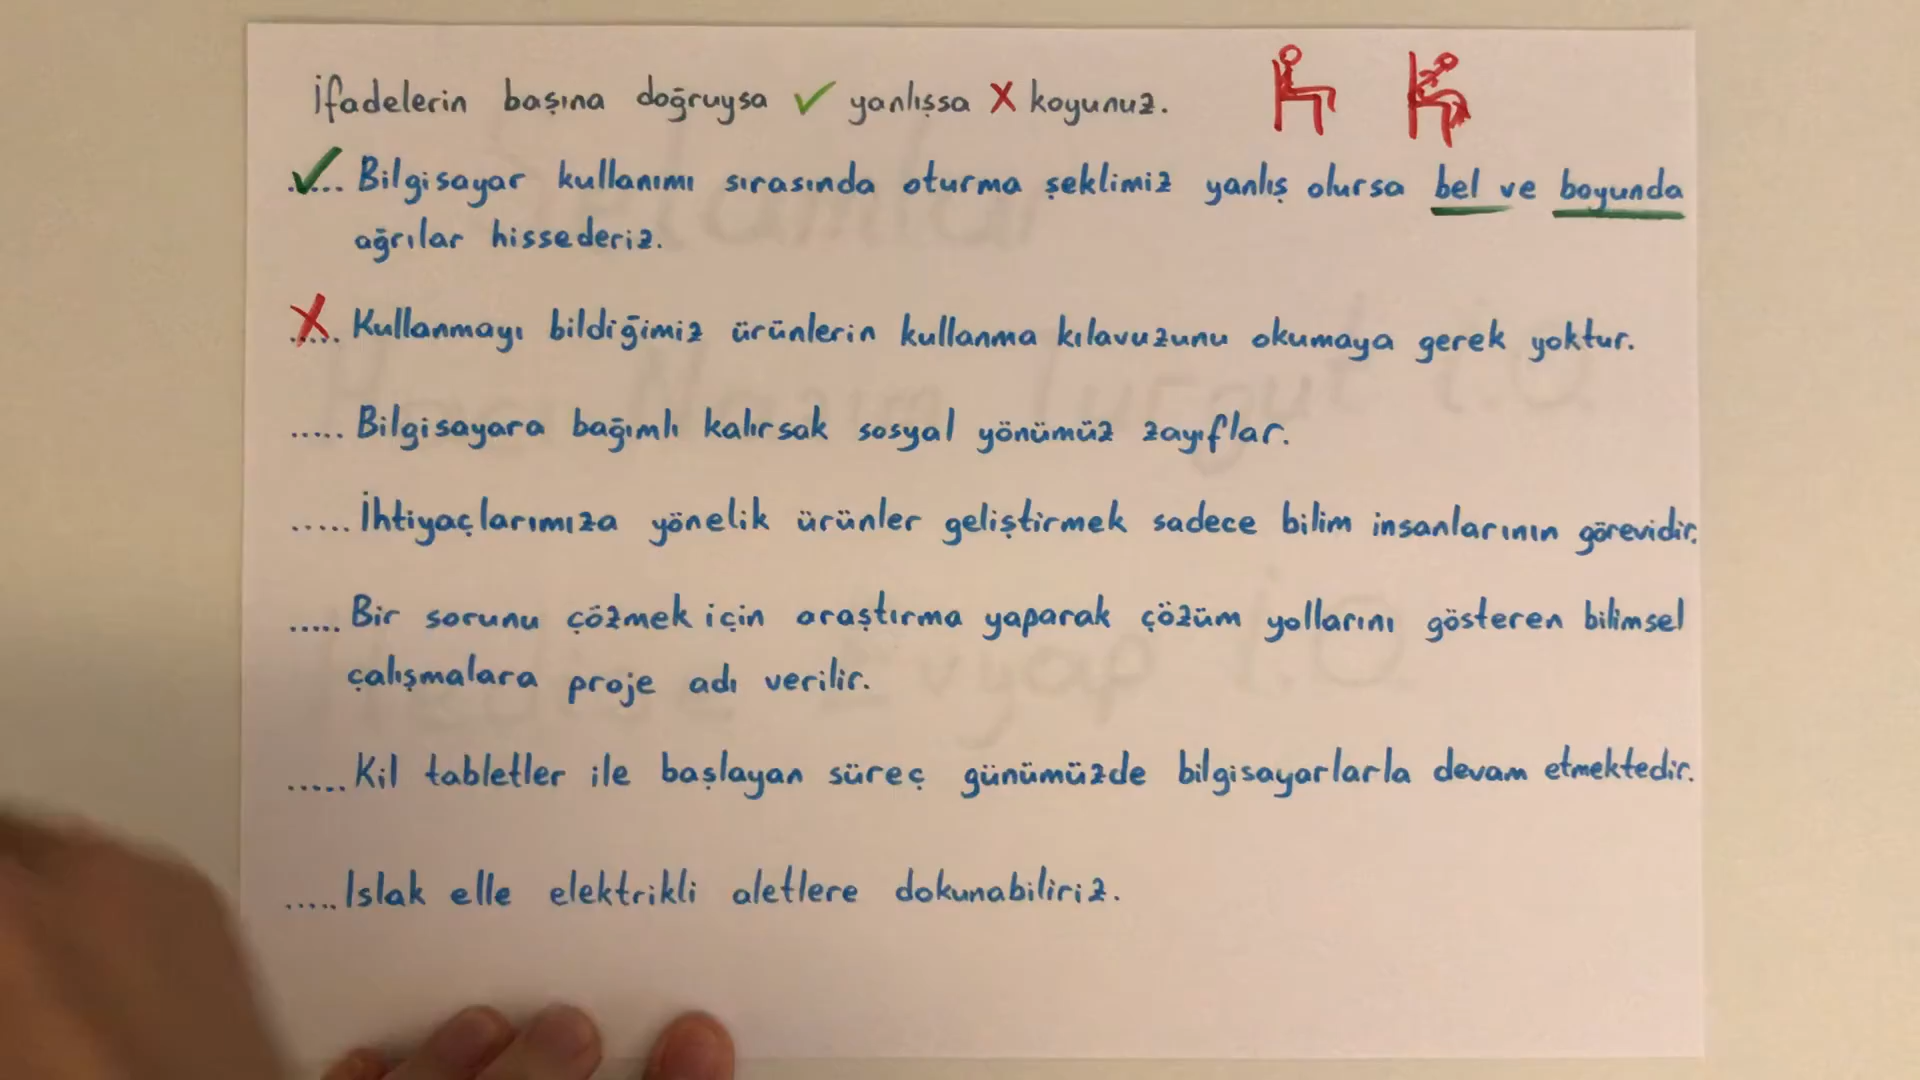 İfadelerin başına doğruysa ✓ yanlışsa X koyunuz.
✓.... Bilgisayar kullanımı sırasında oturma şeklimiz yanlış olursa bel ve boyunda
ağrılar hissederiz.
X.... Kullanmayı bildiğimiz ürünlerin kullanma kılavuzunu okumaya gerek yoktur.
..... Bilgisayara bağımlı kalırsak sosyal yönümüz zayıflar.
..... İhtiyaçlarımıza yönelik ürünler geliştirmek sadece bilim insanlarının görevidir.
..... Bir sorunu çözmek için araştırma yaparak çözüm yollarını gösteren bilimsel
çalışmalara proje adı verilir.
..... Kil tabletler ile başlayan süreç günümüzde bilgisayarlarla devam etmektedir.
..... Islak elle elektrikli aletlere dokunabiliriz.